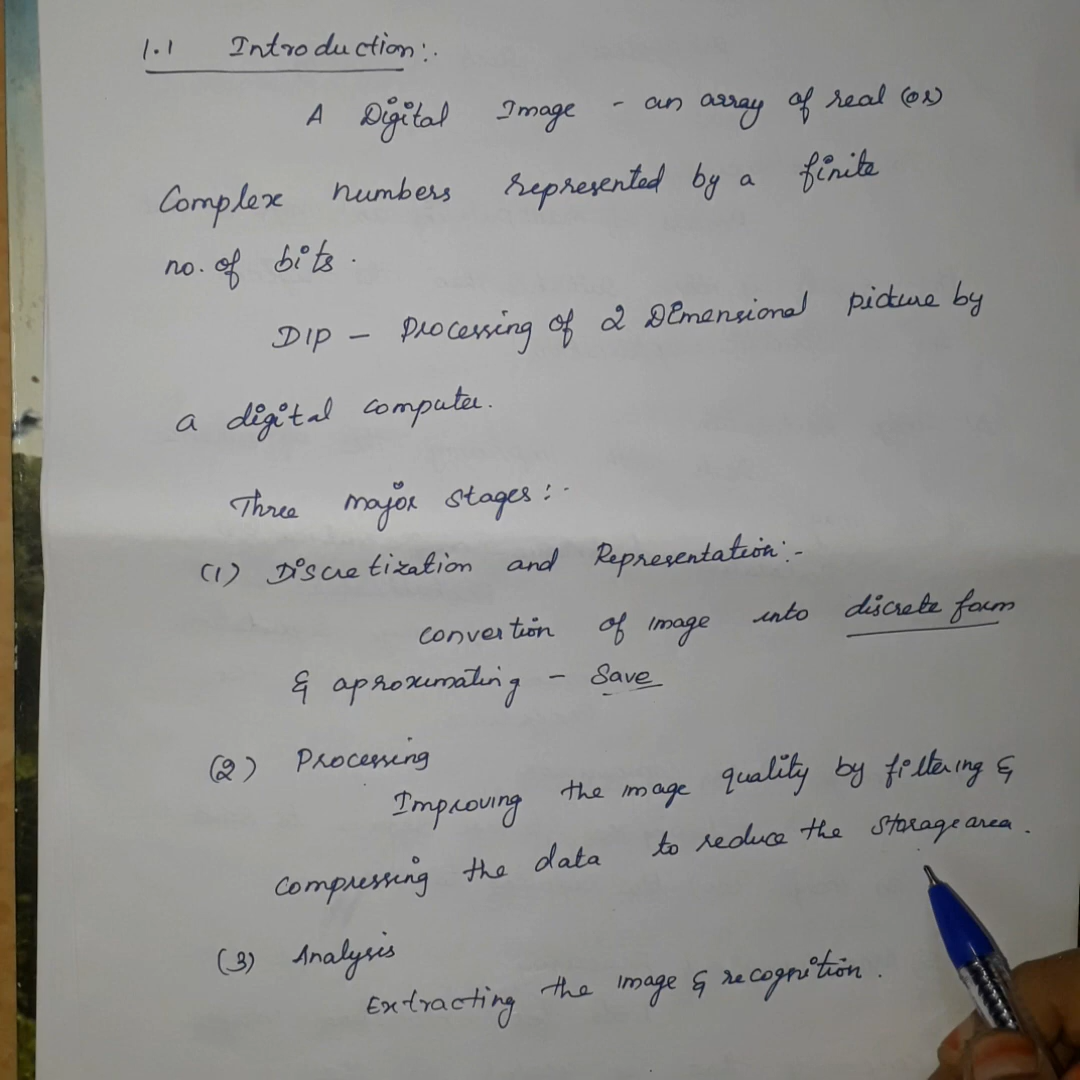 1.1 Introduction:-
A Digital Image - an array of real (or)
Complex numbers represented by a finite
no. of bits.
DIP - Processing of 2 Dimensional picture by
a digital computer.
Three major stages:-
(1) Discretization and Representation:-
convertion of image into discrete form
& aproximating - Save
(2) Processing
Improving the image quality by filtering &
compressing the data to reduce the storage area.
(3) Analysis
Extracting the image & recognition.